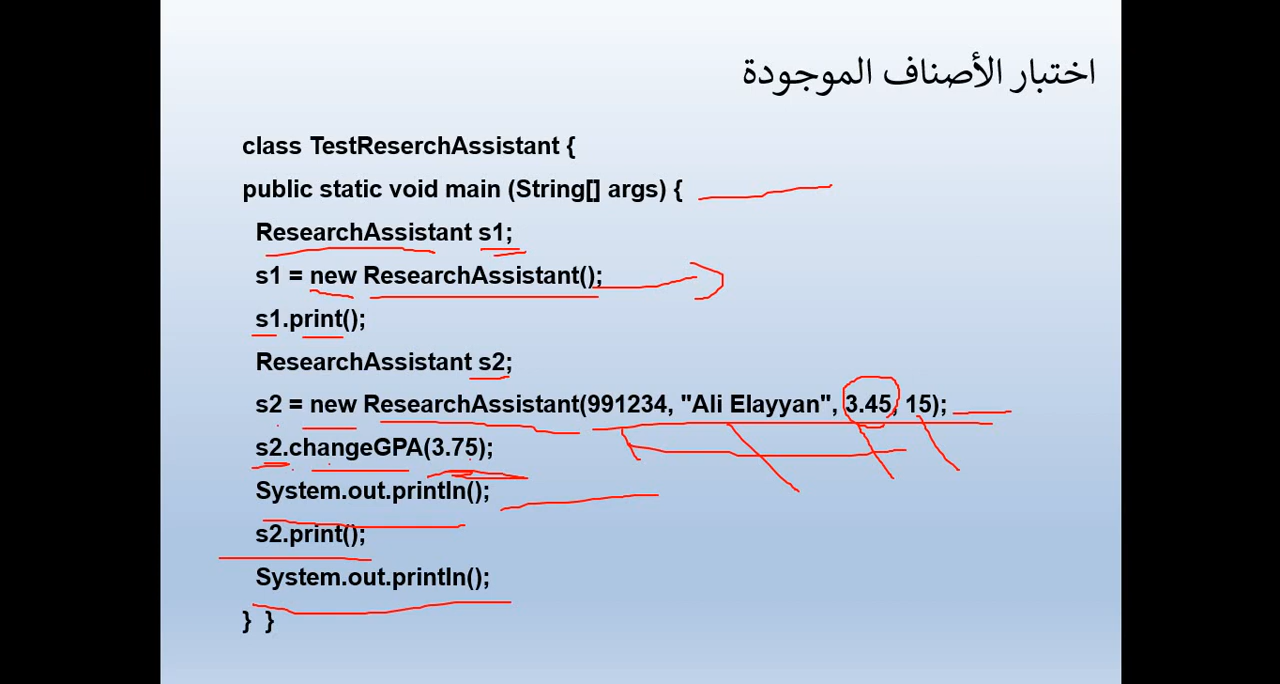 اختبار الأصناف الموجودة
class TestReserchAssistant {
public static void main (String[] args) {
ResearchAssistant s1;
s1 = new ResearchAssistant();
s1.print();
ResearchAssistant s2;
s2 = new ResearchAssistant(991234, "Ali Elayyan", 3.45, 15);
s2.changeGPA(3.75);
System.out.println();
s2.print();
System.out.println();
} }